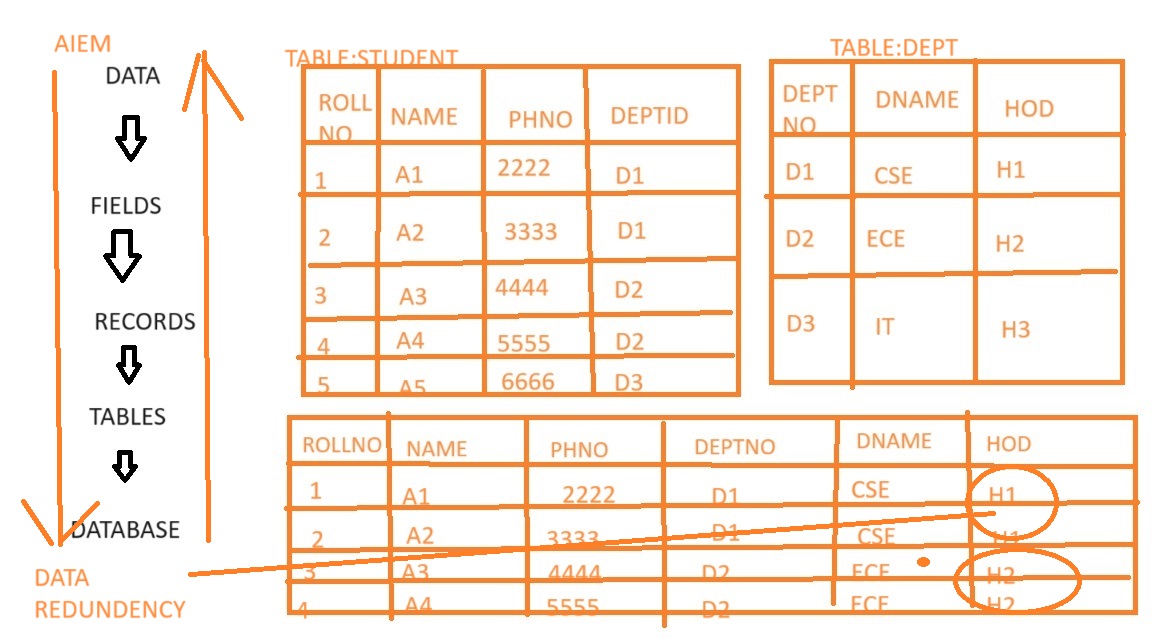 AIEM
DATA
FIELDS
RECORDS
TABLES
DATABASE
DATA
REDUNDENCY
TABLE:STUDENT
ROLL NO NAME PHNO DEPTID
1 A1 2222 D1
2 A2 3333 D1
3 A3 4444 D2
4 A4 5555 D2
5 A5 6666 D3
TABLE:DEPT
DEPT NO DNAME HOD
D1 CSE H1
D2 ECE H2
D3 IT H3
ROLLNO NAME PHNO DEPTNO DNAME HOD
1 A1 2222 D1 CSE H1
2 A2 3333 D1 CSE H1
3 A3 4444 D2 ECE H2
4 A4 5555 D2 ECE H2